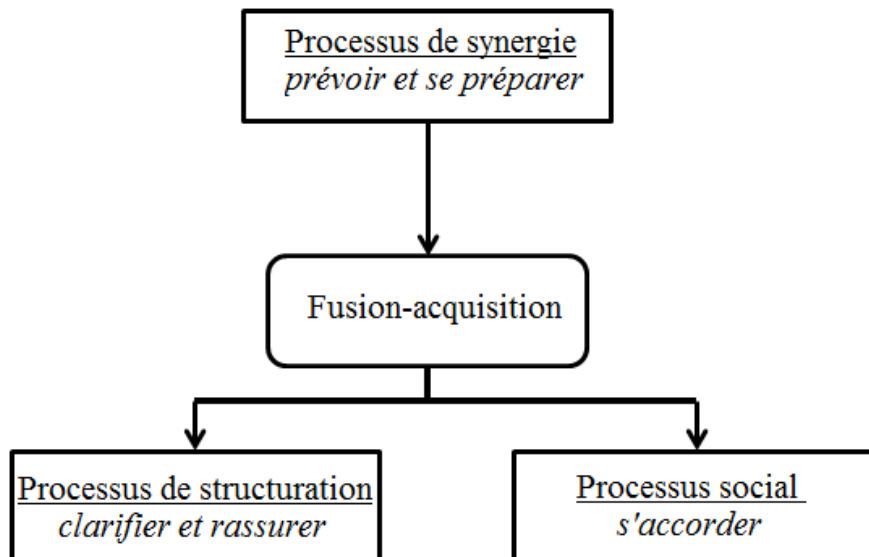 Processus de synergie
prévoir et se préparer
Fusion-acquisition
Processus de structuration
clarifier et rassurer
Processus social
s'accorder